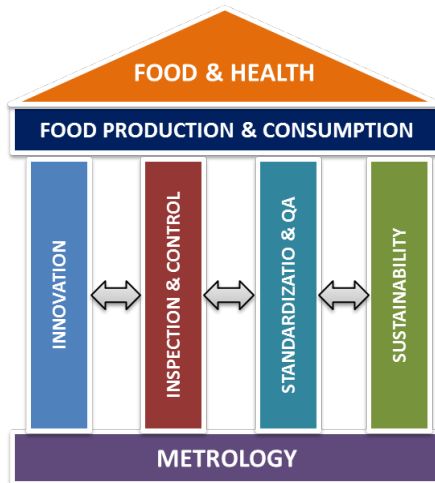 FOOD & HEALTH
FOOD PRODUCTION & CONSUMPTION
INNOVATION
INSPECTION & CONTROL
STANDARDIZATIO & QA
SUSTAINABILITY
METROLOGY